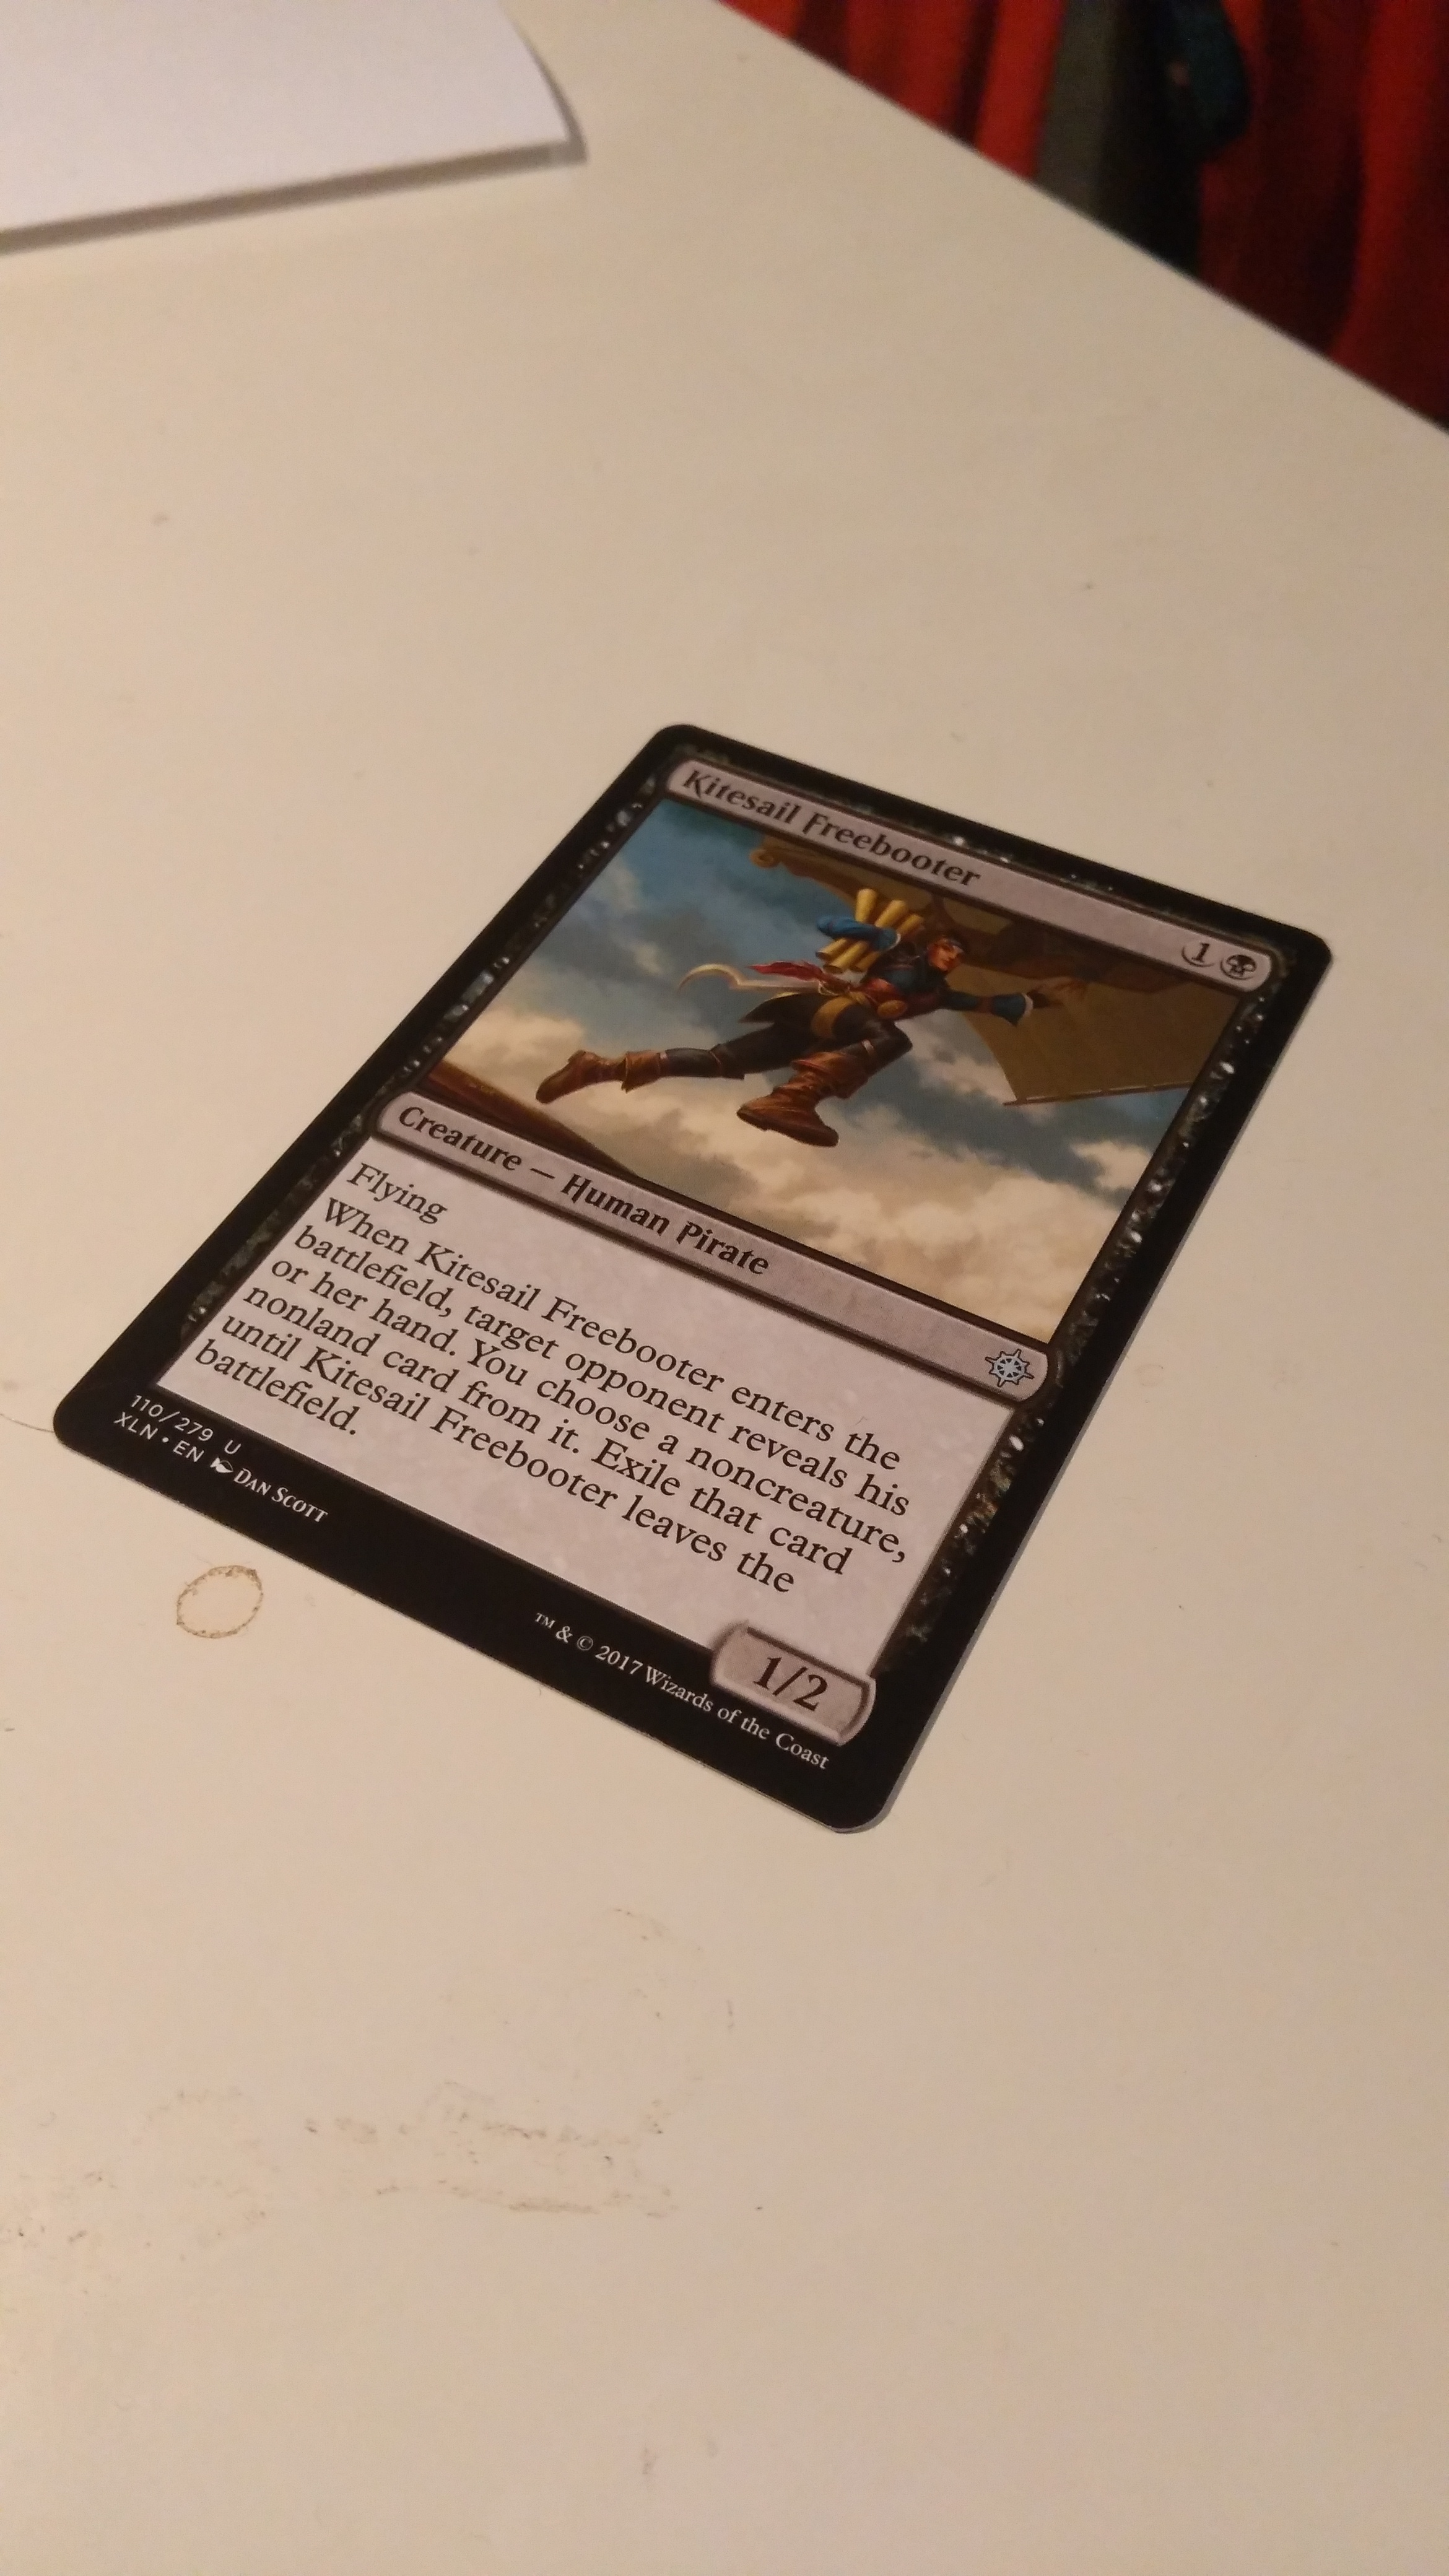 Kitesail Freebooter
1
Creature — Human Pirate
Flying
When Kitesail Freebooter enters the
battlefield, target opponent reveals his
or her hand. You choose a noncreature,
nonland card from it. Exile that card
until Kitesail Freebooter leaves the
battlefield.
1/2
110/279 U
XLN • EN Dan Scott
™ & © 2017 Wizards of the Coast